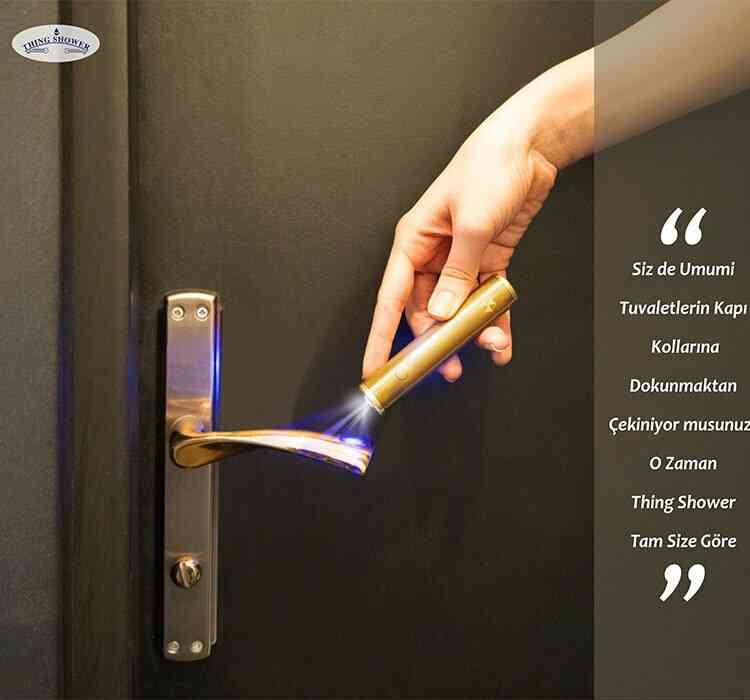 THING SHOWER
Siz de Umumi
Tuvaletlerin Kapı
Kollarına
Dokunmaktan
Çekiniyor musunuz
O Zaman
Thing Shower
Tam Size Göre